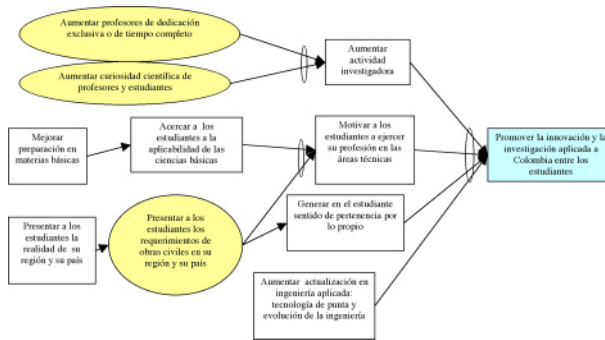 Aumentar profesores de dedicación
exclusiva o de tiempo completo
Aumentar curiosidad científica de
profesores y estudiantes
Aumentar
actividad
investigadora
Mejorar
preparación en
materias básicas
Acercar a los
estudiantes a la
aplicabilidad de las
ciencias básicas
Motivar a los
estudiantes a ejercer
su profesión en las
áreas técnicas
Promover la innovación y la
investigación aplicada a
Colombia entre los
estudiantes
Presentar a los
estudiantes la
realidad de su
región y su país
Presentar a los
estudiantes los
requerimientos de
obras civiles en su
región y su país
Generar en el estudiante
sentido de pertenencia por
lo propio
Aumentar actualización en
ingeniería aplicada:
tecnología de punta y
evolución de la ingeniería